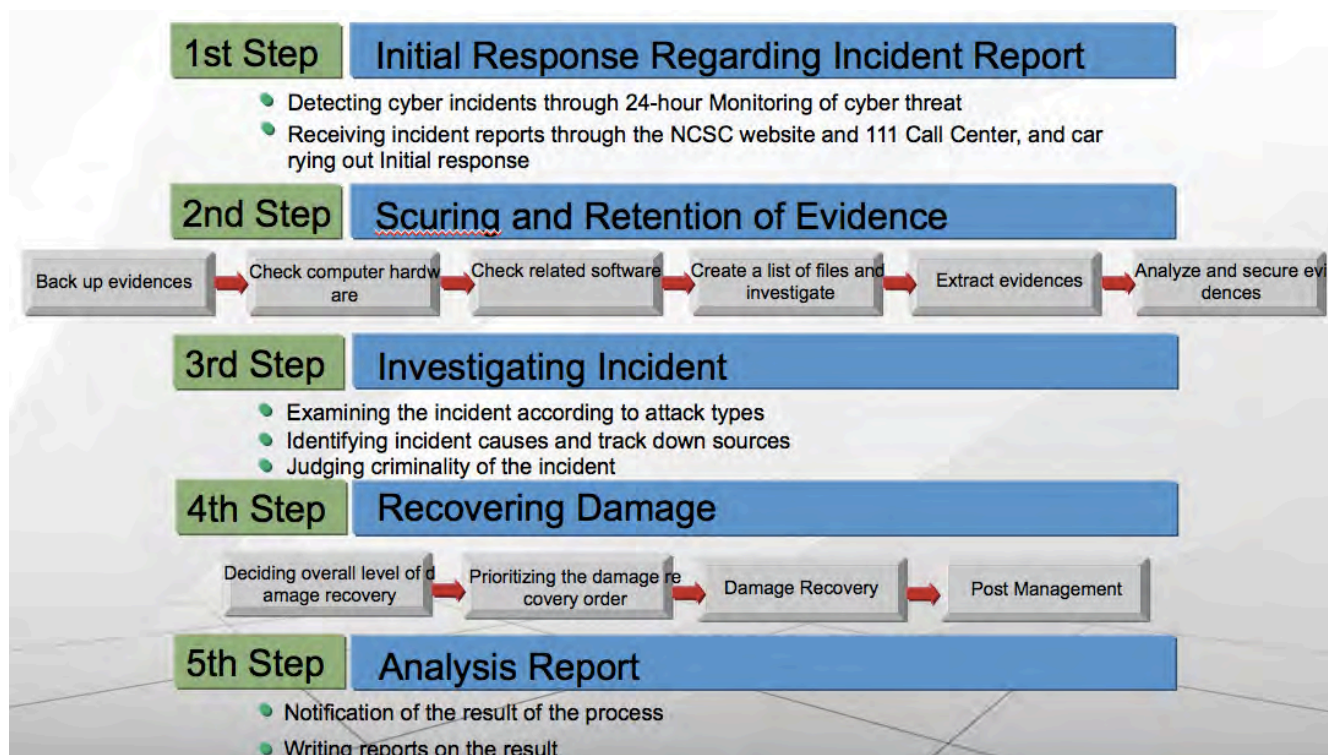 1st Step Initial Response Regarding Incident Report
Detecting cyber incidents through 24-hour Monitoring of cyber threat
Receiving incident reports through the NCSC website and 111 Call Center, and car
rying out Initial response
2nd Step Scuring and Retention of Evidence
Back up evidences
Check computer hardw
are
Check related software
Create a list of files and
investigate
Extract evidences
Analyze and secure evi
dences
3rd Step Investigating Incident
Examining the incident according to attack types
Identifying incident causes and track down sources
Judging criminality of the incident
4th Step Recovering Damage
Deciding overall level of d
amage recovery
Prioritizing the damage re
covery order
Damage Recovery
Post Management
5th Step Analysis Report
Notification of the result of the process
Writing reports on the result